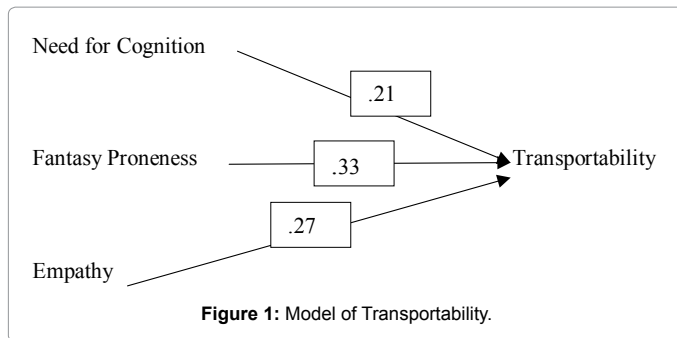 Need for Cognition
.21
Fantasy Proneness
.33
Transportability
.27
Empathy
Figure 1: Model of Transportability.